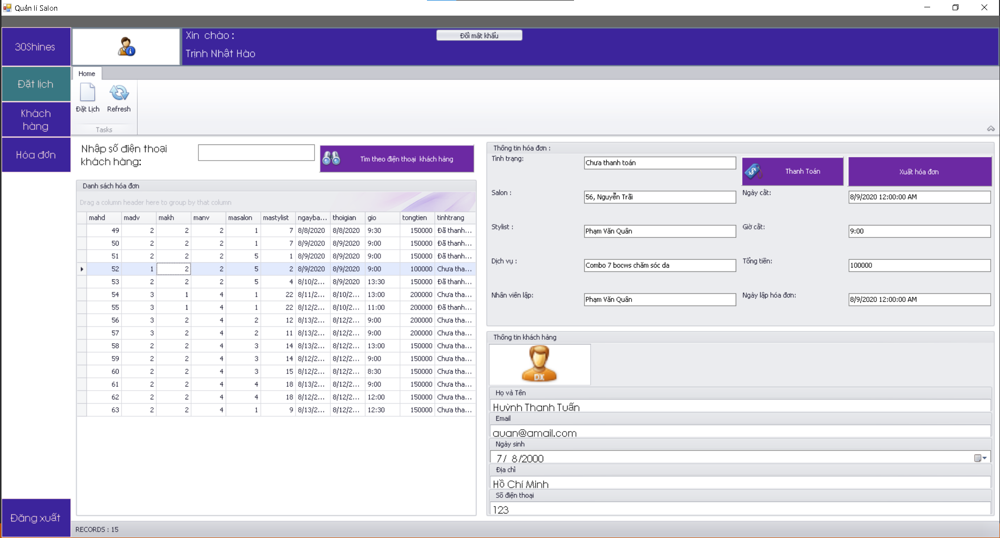 Quản lí Salon
30Shines
Xin chào :
Trịnh Nhật Hào
Đổi mât khẩu
Đặt lịch
Khách
hàng
Hóa đơn
Đăng xuất
Home
Đặt Lịch
Refresh
Tasks
Nhập số điện thoại
khách hàng:
Tìm theo điện thoại khách hàng
Danh sách hóa đơn
Drag a column header here to group by that column
mahd madv makh manv masalon mastylist ngayba... thoigian gio tongtien tinhtrang
49 2 2 2 1 7 8/8/2020 8/8/2020 9:30 150000 Đã thanh...
50 2 2 2 1 7 8/9/2020 8/9/2020 9:00 150000 Đã thanh...
51 2 2 2 5 1 8/9/2020 8/9/2020 9:00 150000 Đã thanh...
52 1 2 2 5 2 8/9/2020 8/9/2020 9:00 100000 Chưa tha...
53 2 2 2 5 4 8/10/2... 8/9/2020 13:30 150000 Đã thanh...
54 3 1 4 1 22 8/11/2... 8/10/2... 13:00 200000 Chưa tha...
55 3 1 4 1 22 8/12/2... 8/10/2... 11:00 200000 Đã thanh...
56 3 2 4 2 12 8/13/2... 8/12/2... 9:00 200000 Chưa tha...
57 3 2 4 2 11 8/13/2... 8/12/2... 9:00 200000 Chưa tha...
58 2 2 4 3 14 8/13/2... 8/12/2... 13:00 150000 Chưa tha...
59 2 2 4 3 14 8/12/2... 8/12/2... 9:00 150000 Chưa tha...
60 2 2 4 3 15 8/12/2... 8/12/2... 8:30 150000 Chưa tha...
61 2 2 4 4 18 8/13/2... 8/12/2... 9:00 150000 Chưa tha...
62 2 2 4 4 18 8/12/2... 8/12/2... 12:00 150000 Chưa tha...
63 2 2 4 1 9 8/13/2... 8/12/2... 12:30 150000 Chưa tha...
RECORDS : 15
Thông tin hóa đơn :
Tình trạng:
Chưa thanh toán
Thanh Toán
Xuất hóa đơn
Salon :
56, Nguyễn Trãi
Ngày cắt:
8/9/2020 12:00:00 AM
Stylist :
Phạm Văn Quân
Giờ cắt:
9:00
Dịch vụ :
Combo 7 bocws chăm sóc da
Tổng tiền:
100000
Nhân viên lập:
Phạm Văn Quân
Ngày lập hóa đơn:
8/9/2020 12:00:00 AM
Thông tin khách hàng
DX
Họ và Tên
Huỳnh Thanh Tuấn
Email
quan@gmail.com
Ngày sinh
7/ 8/2000
Địa chỉ
Hồ Chí Minh
Số điện thoại
123